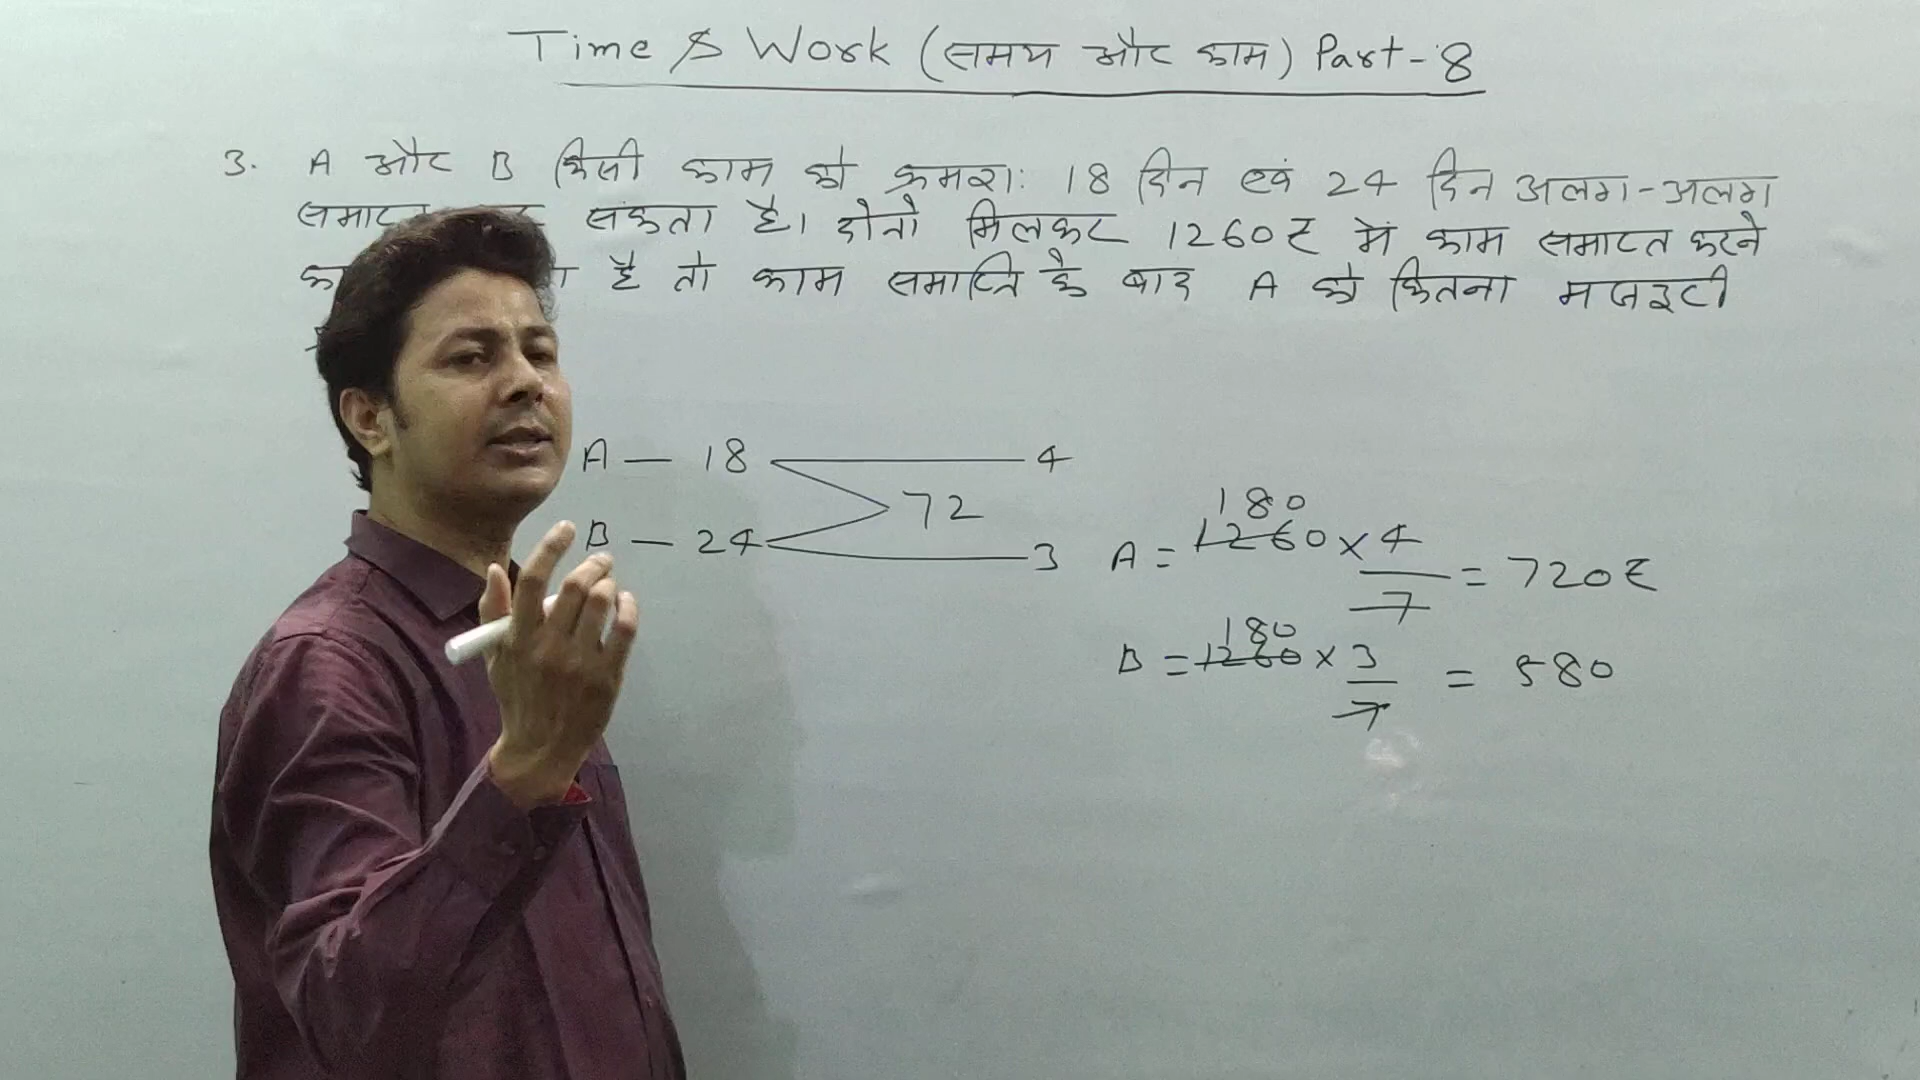 Time & Work (समय और काम) Part-8
3. A और B किसी काम को क्रमशः 18 दिन एवं 24 दिन अलग-अलग
समाप्त सकता है। दोनो मिलकर 1260₹ में काम समाप्त करने
है तो काम समाप्ति के बाद A को कितना मजदूरी
A — 18 4
72
B — 24 3
180
A = 1260 × 4/7 = 720₹
180
B = 1260 × 3/7 = 580